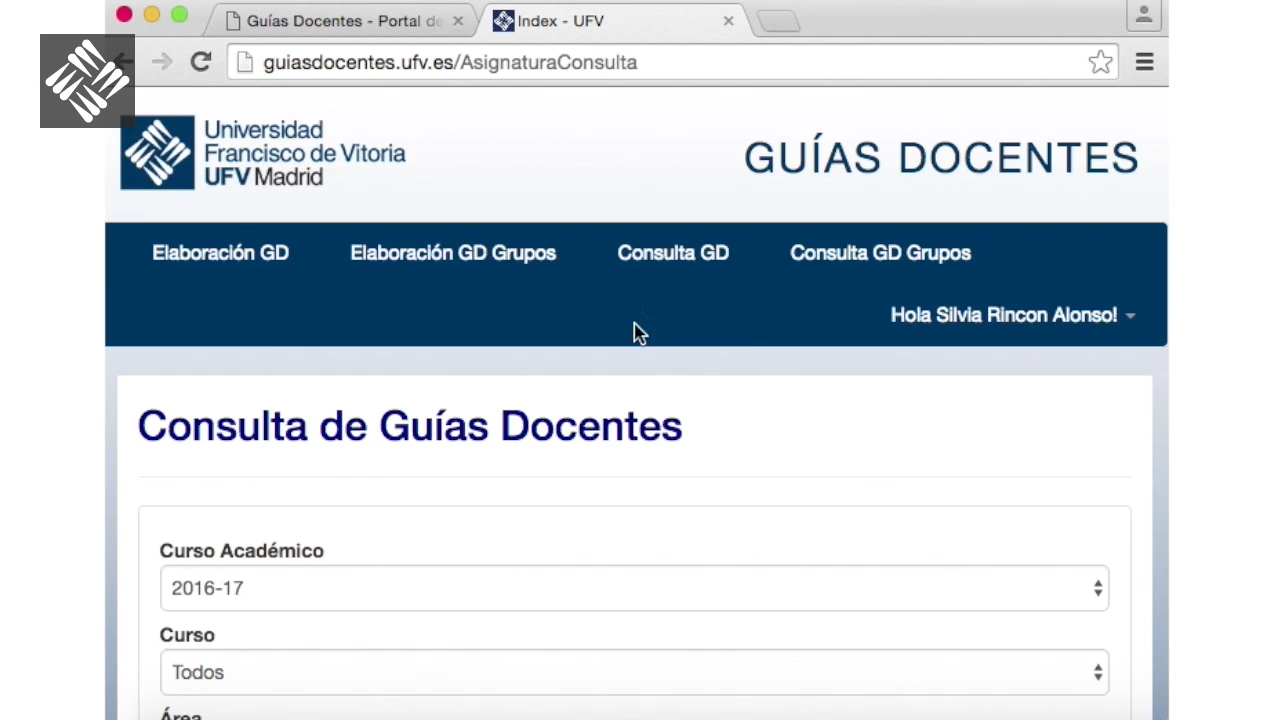 Guías Docentes - Portal de
Index - UFV
guiasdocentes.ufv.es/AsignaturaConsulta
Universidad
Francisco de Vitoria
UFV Madrid
GUÍAS DOCENTES
Elaboración GD
Elaboración GD Grupos
Consulta GD
Consulta GD Grupos
Hola Silvia Rincon Alonso!
Consulta de Guías Docentes
Curso Académico
2016-17
Curso
Todos
Área